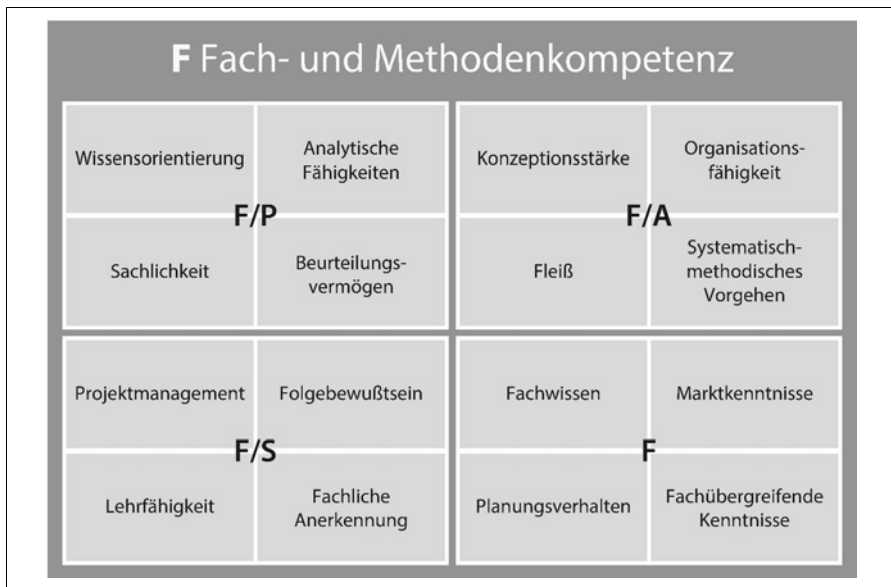 F Fach- und Methodenkompetenz
Wissensorientierung
Analytische
Fähigkeiten
F/P
Sachlichkeit
Beurteilungs-
vermögen
Konzeptionsstärke
Organisations-
fähigkeit
F/A
Fleiß
Systematisch-
methodisches
Vorgehen
Projektmanagement
Folgebewußtsein
F/S
Lehrfähigkeit
Fachliche
Anerkennung
Fachwissen
Marktkenntnisse
F
Planungsverhalten
Fachübergreifende
Kenntnisse